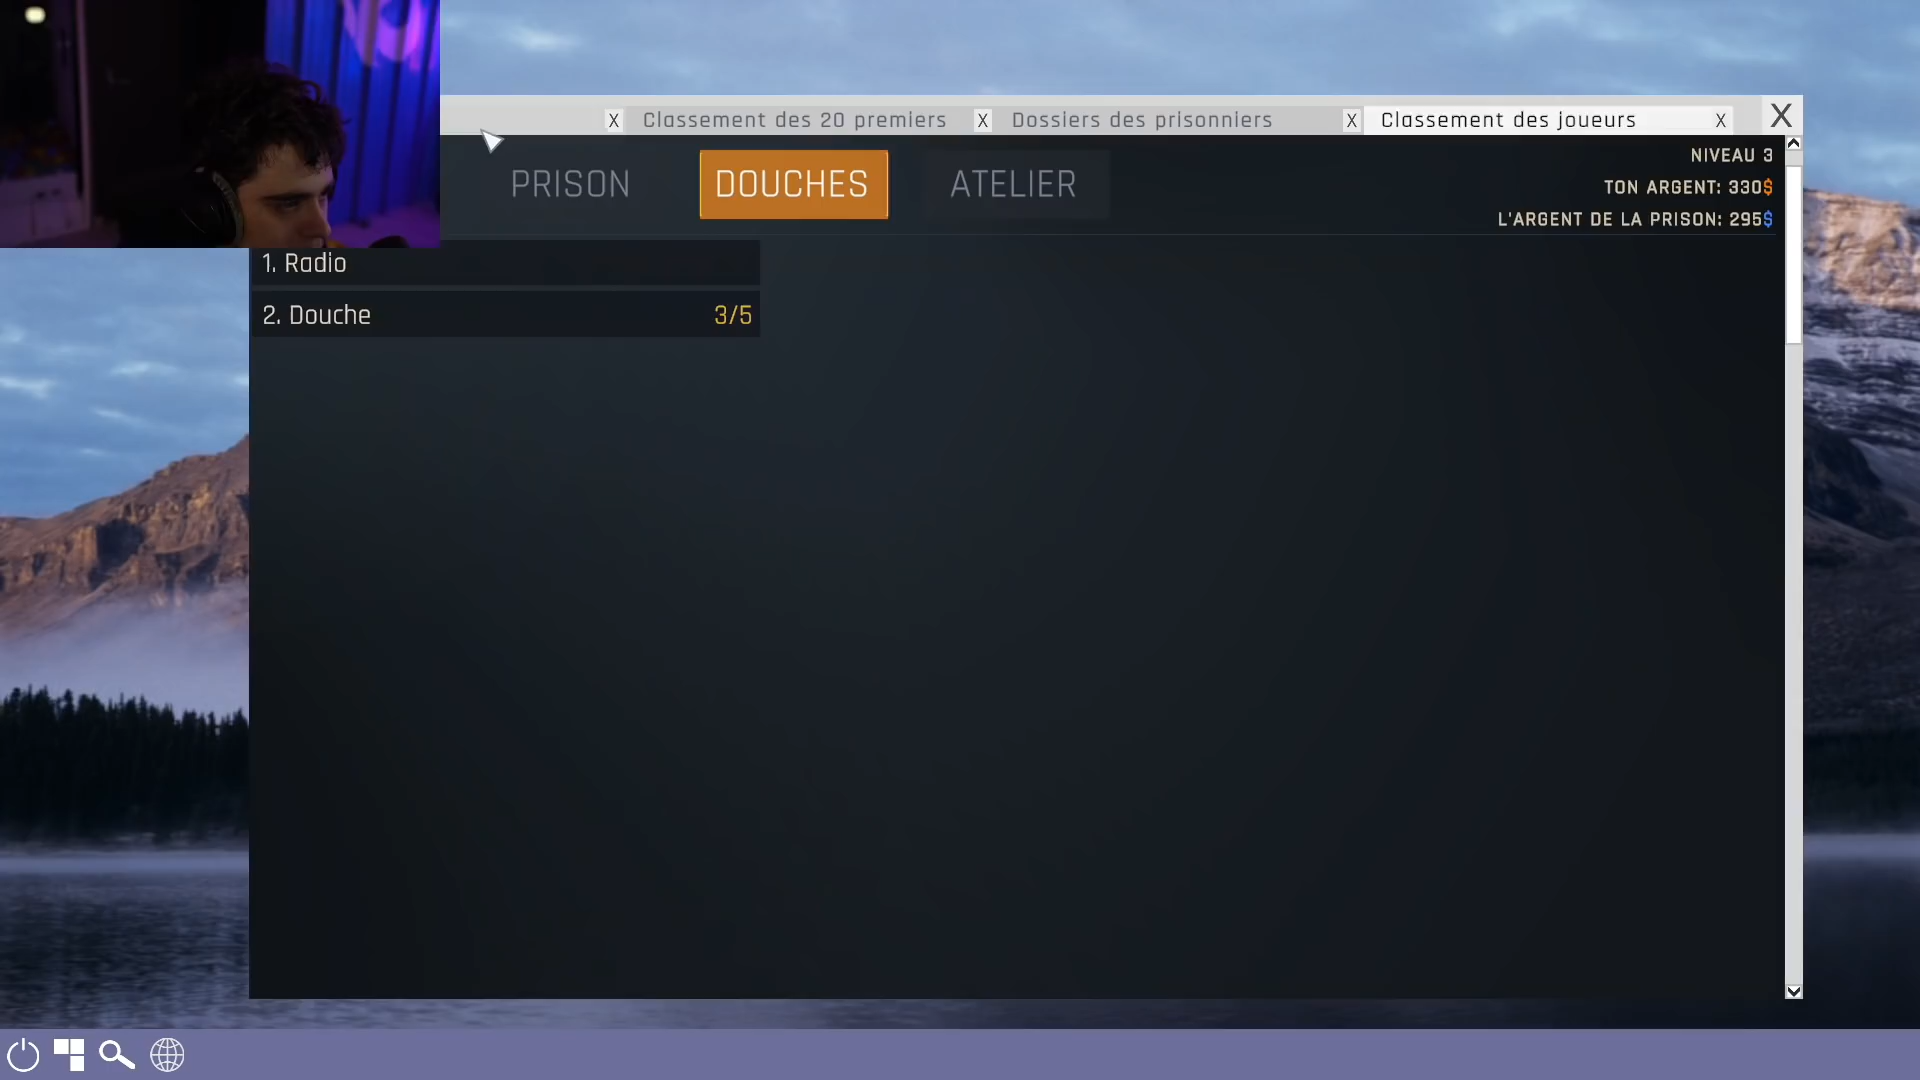 X Classement des 20 premiers X Dossiers des prisonniers X Classement des joueurs X X
PRISON DOUCHES ATELIER
NIVEAU 3
TON ARGENT: 330$
L'ARGENT DE LA PRISON: 295$
1. Radio
2. Douche 3/5